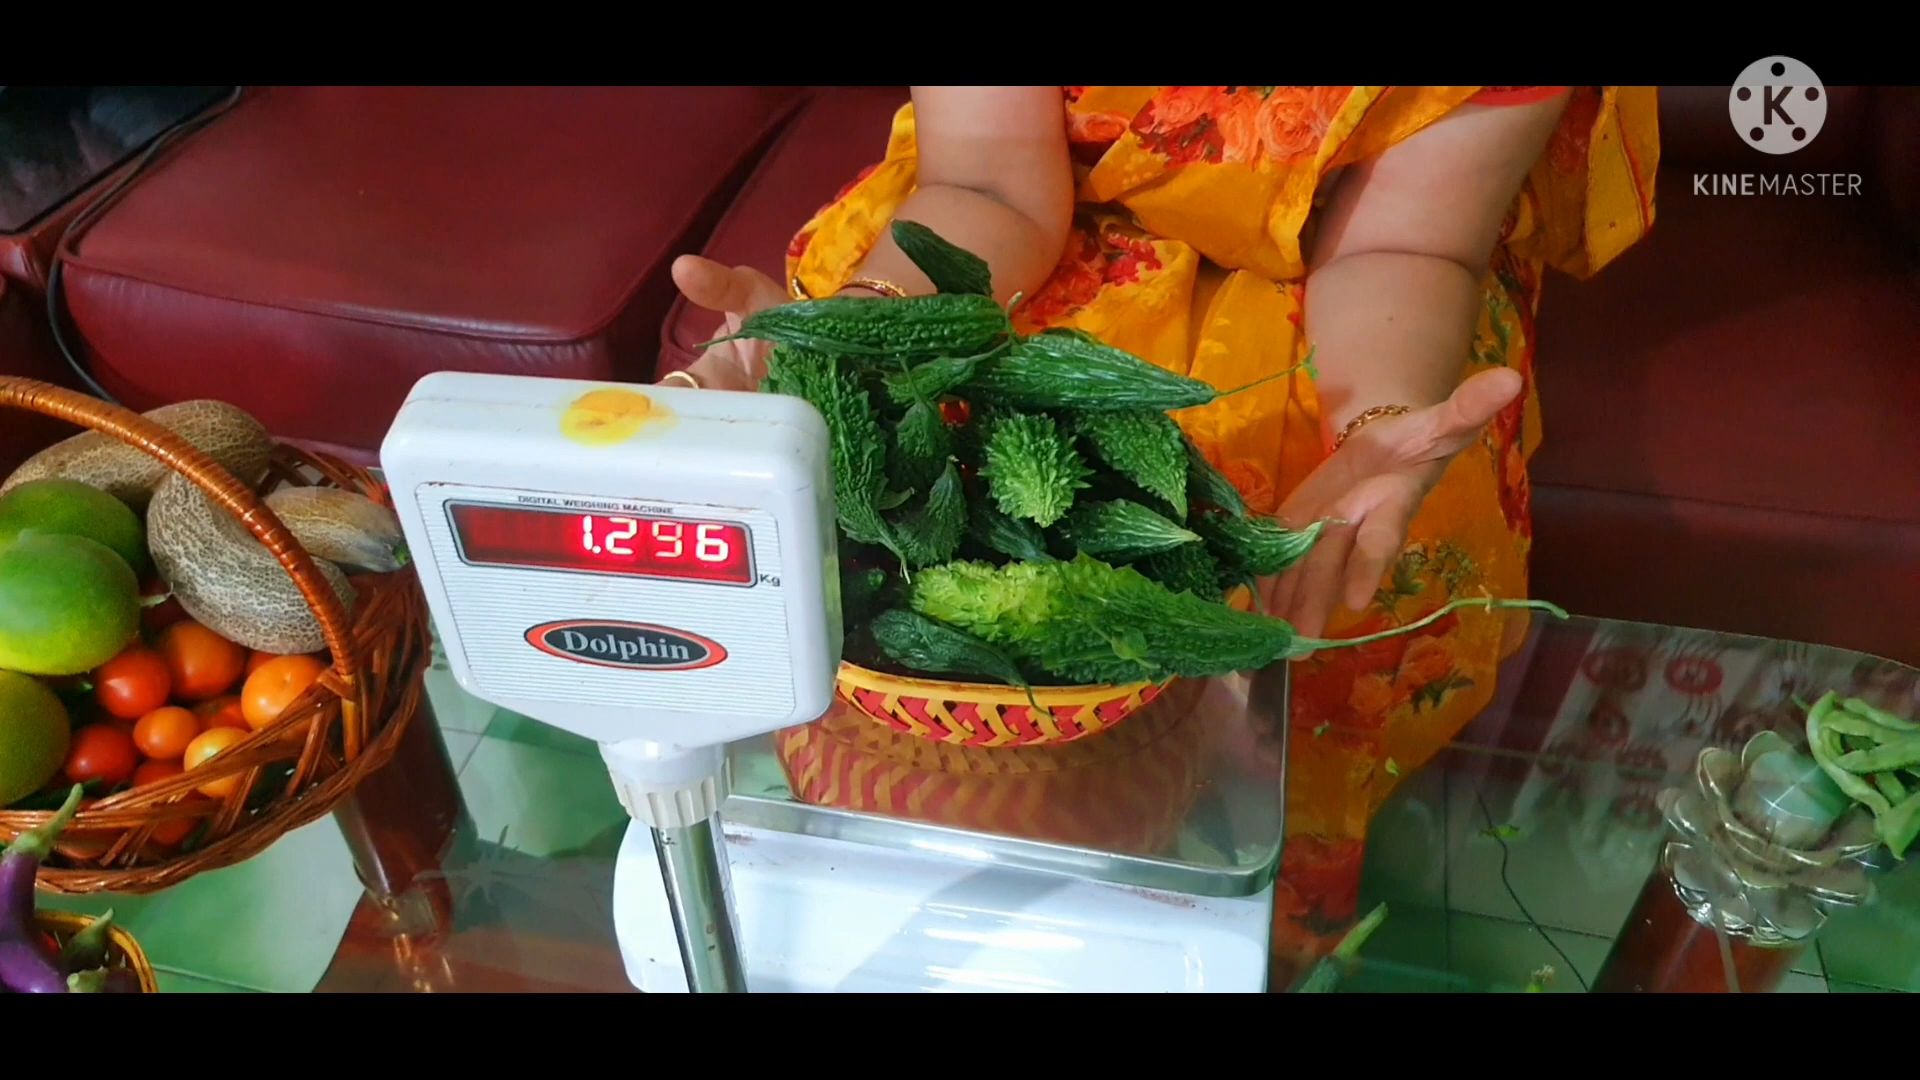 K
KINEMASTER
DIGITAL WEIGHING MACHINE
1.296
Kg
Dolphin